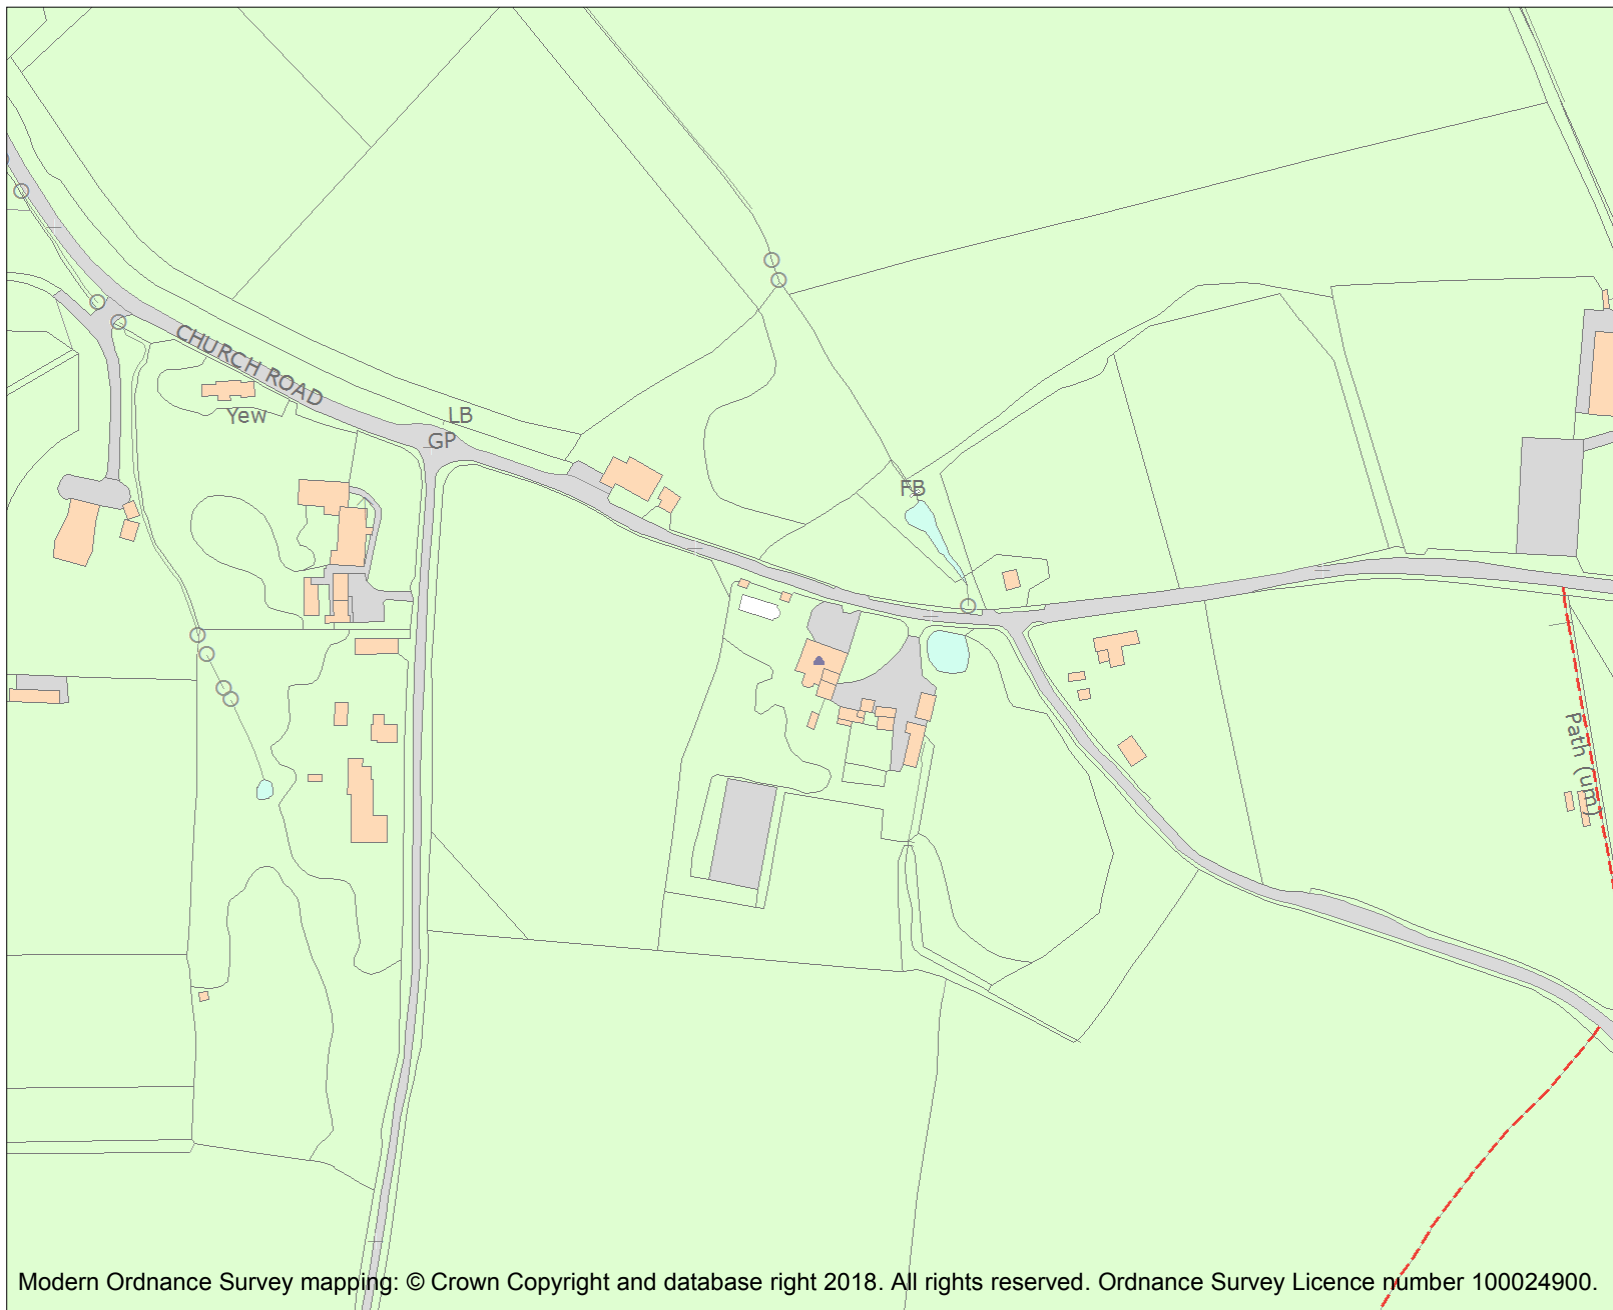 CHURCH ROAD
Yew
LB
GP
FB
Path (um)
Modern Ordnance Survey mapping: © Crown Copyright and database right 2018. All rights reserved. Ordnance Survey Licence number 100024900.